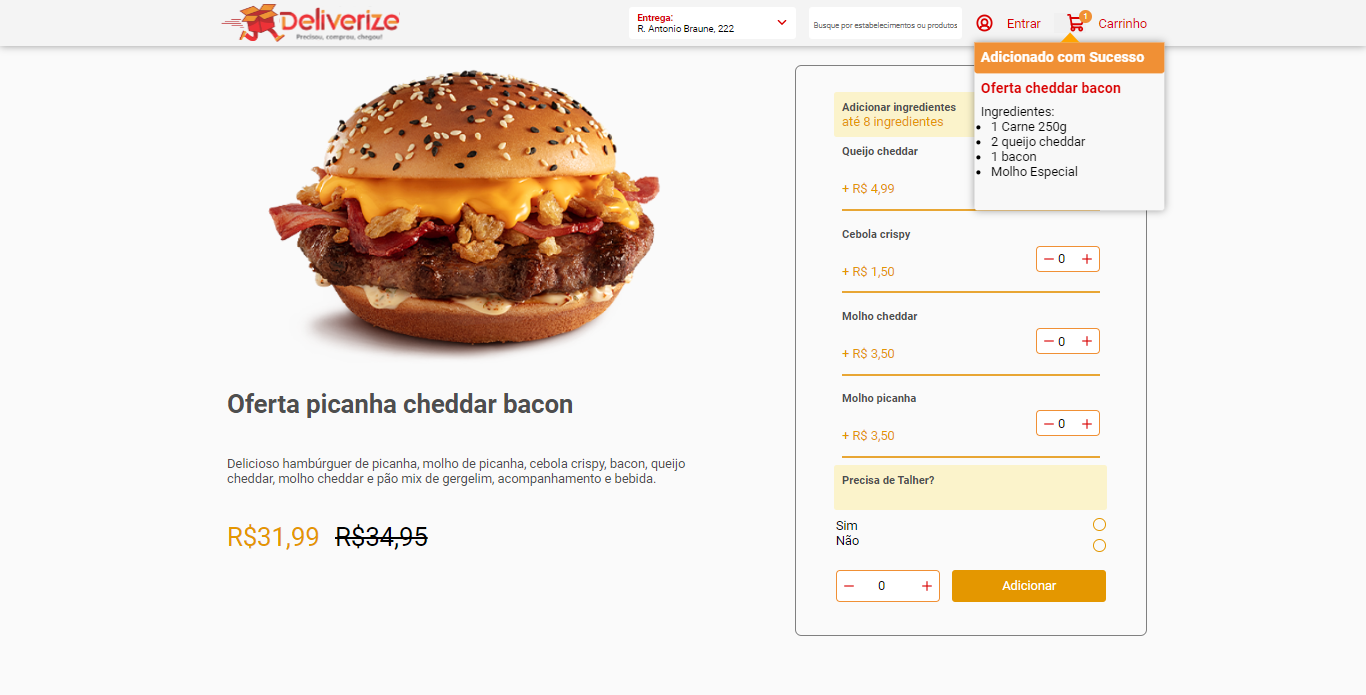 Deliverize
Precisou, comprou, chegou!
Entrega:
R. Antonio Braune, 222
Busque por estabelecimentos ou produtos
Entrar
1
Carrinho
Adicionado com Sucesso
Oferta cheddar bacon
Ingredientes:
1 Carne 250g
2 queijo cheddar
1 bacon
Molho Especial
Oferta picanha cheddar bacon
Delicioso hambúrguer de picanha, molho de picanha, cebola crispy, bacon, queijo
cheddar, molho cheddar e pão mix de gergelim, acompanhamento e bebida.
R$31,99 R$34,95
Adicionar ingredientes
até 8 ingredientes
Queijo cheddar
+ R$ 4,99
Cebola crispy
0
+ R$ 1,50
Molho cheddar
0
+ R$ 3,50
Molho picanha
0
+ R$ 3,50
Precisa de Talher?
Sim
Não
0
Adicionar